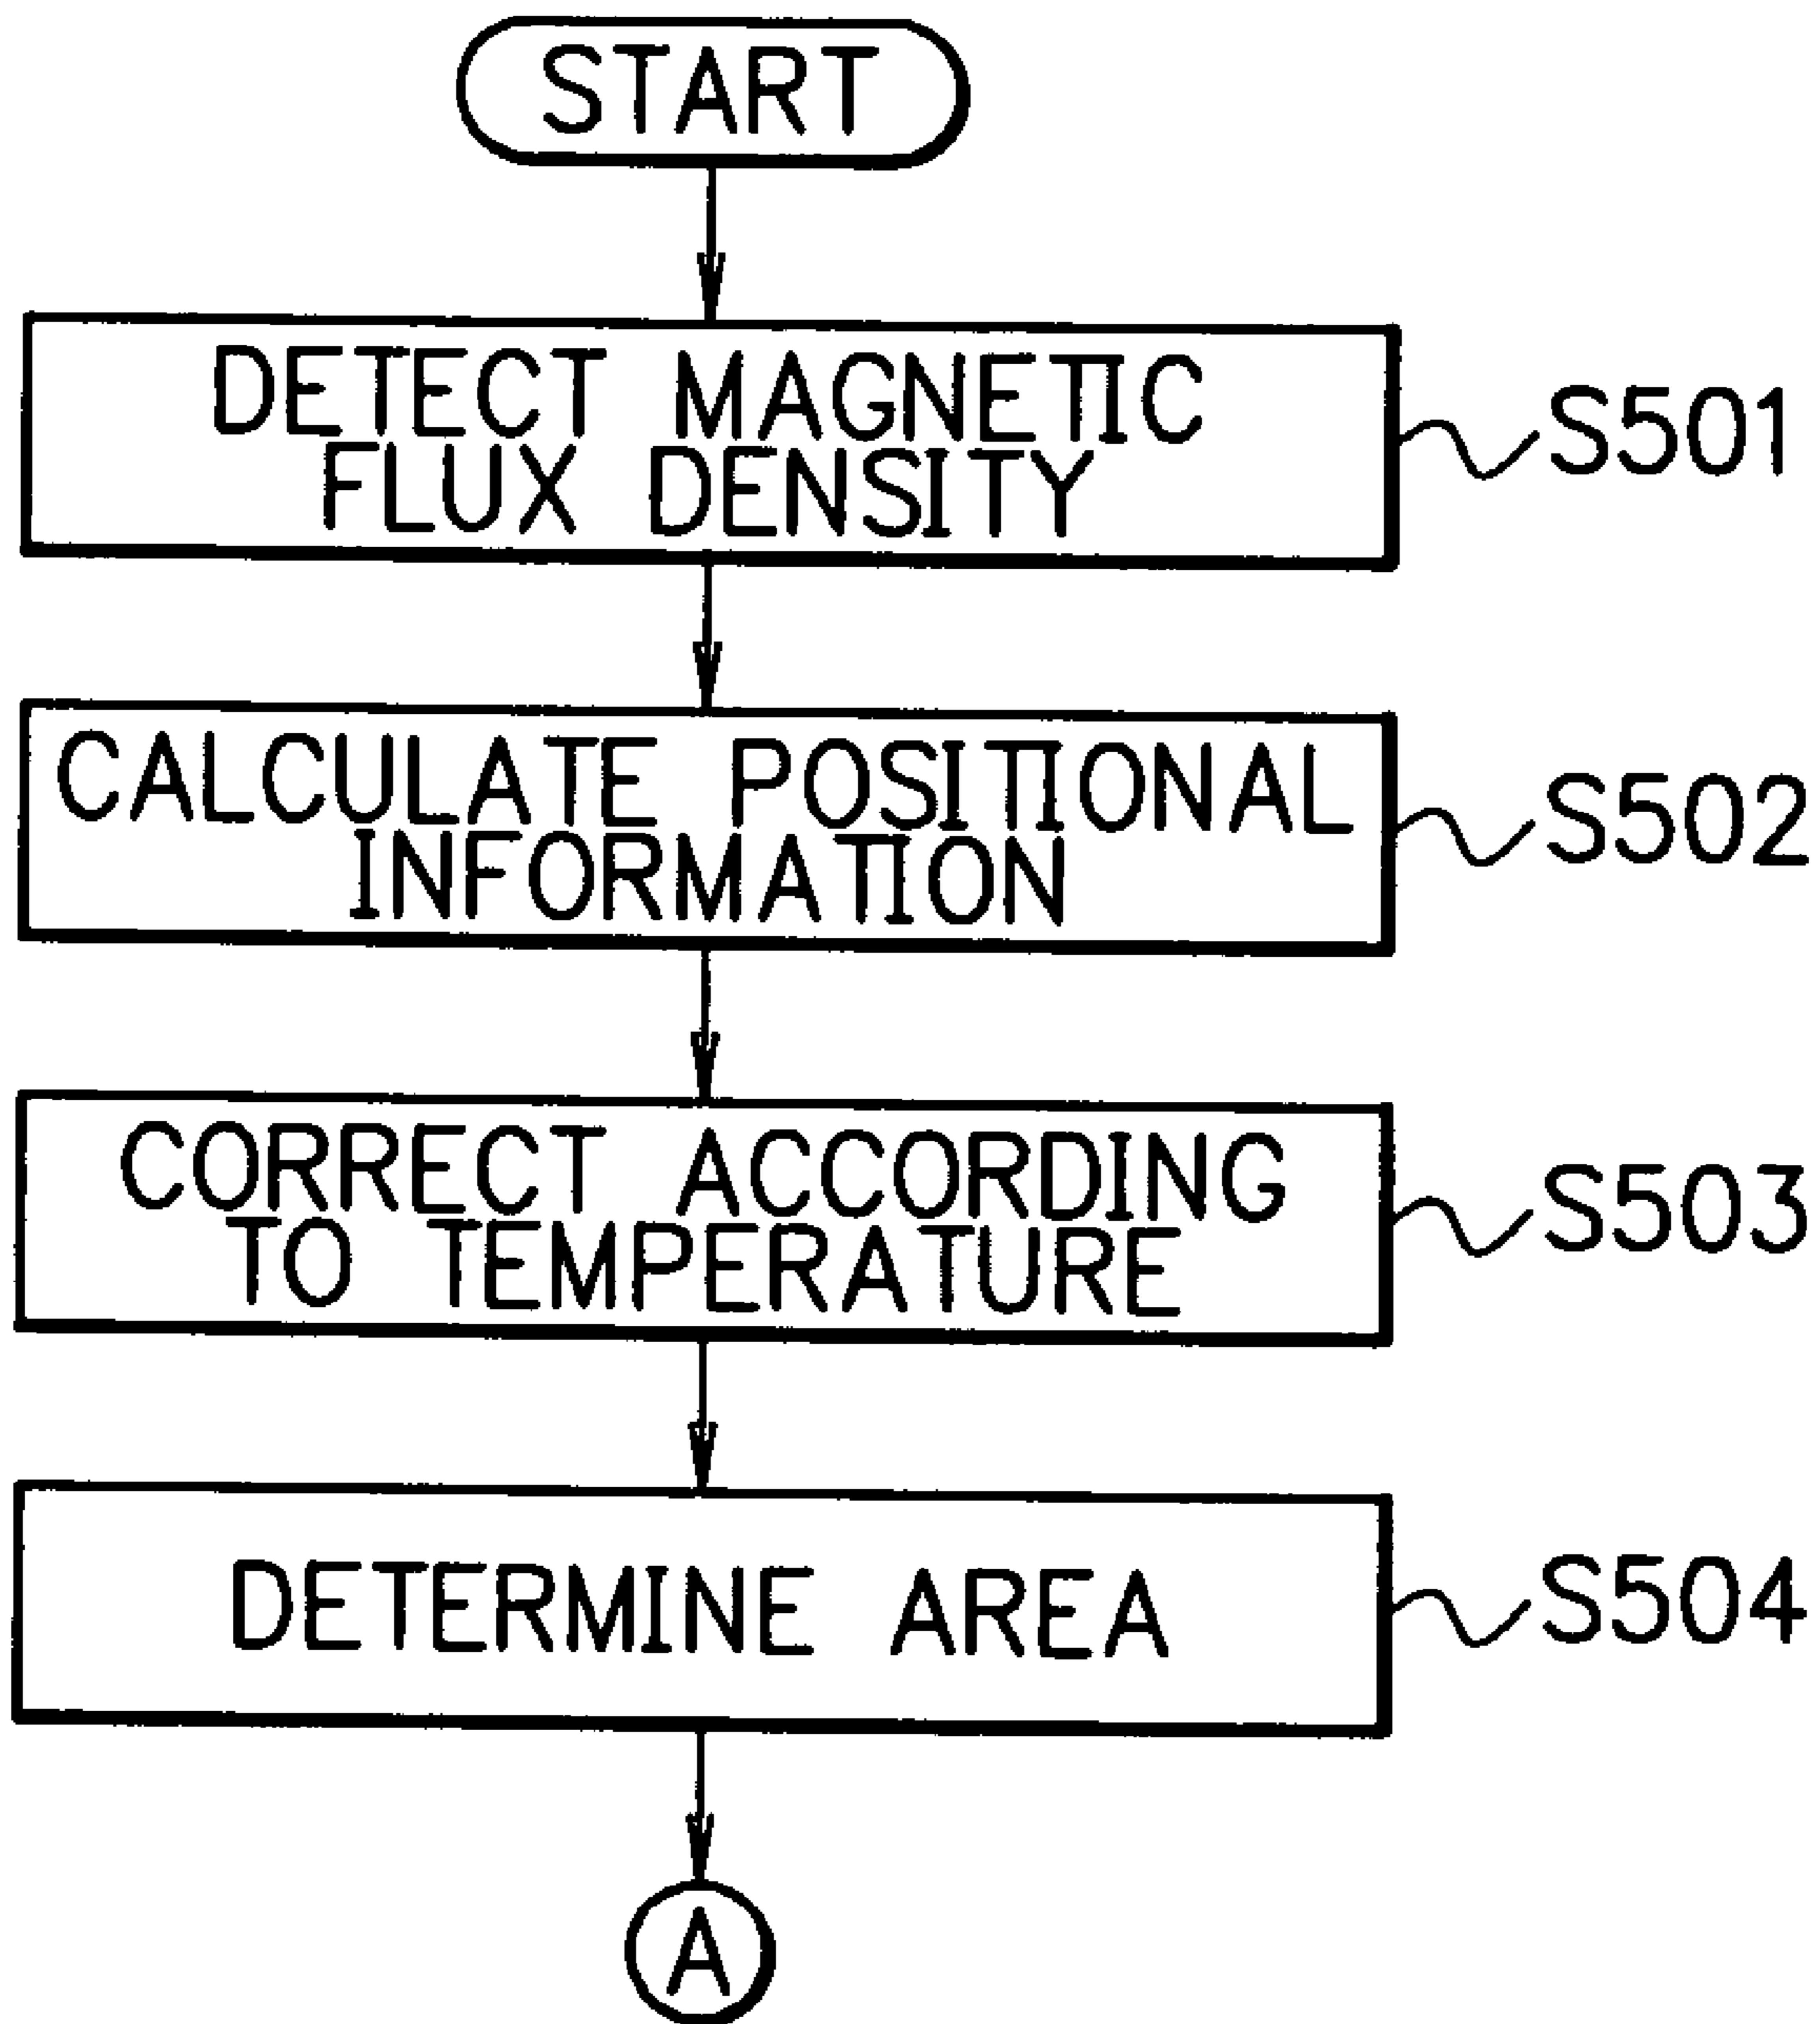 START
DETECT MAGNETIC
FLUX DENSITY
S501
CALCULATE POSITIONAL
INFORMATION
S502
CORRECT ACCORDING
TO TEMPERATURE
S503
DETERMINE AREA
S504
A